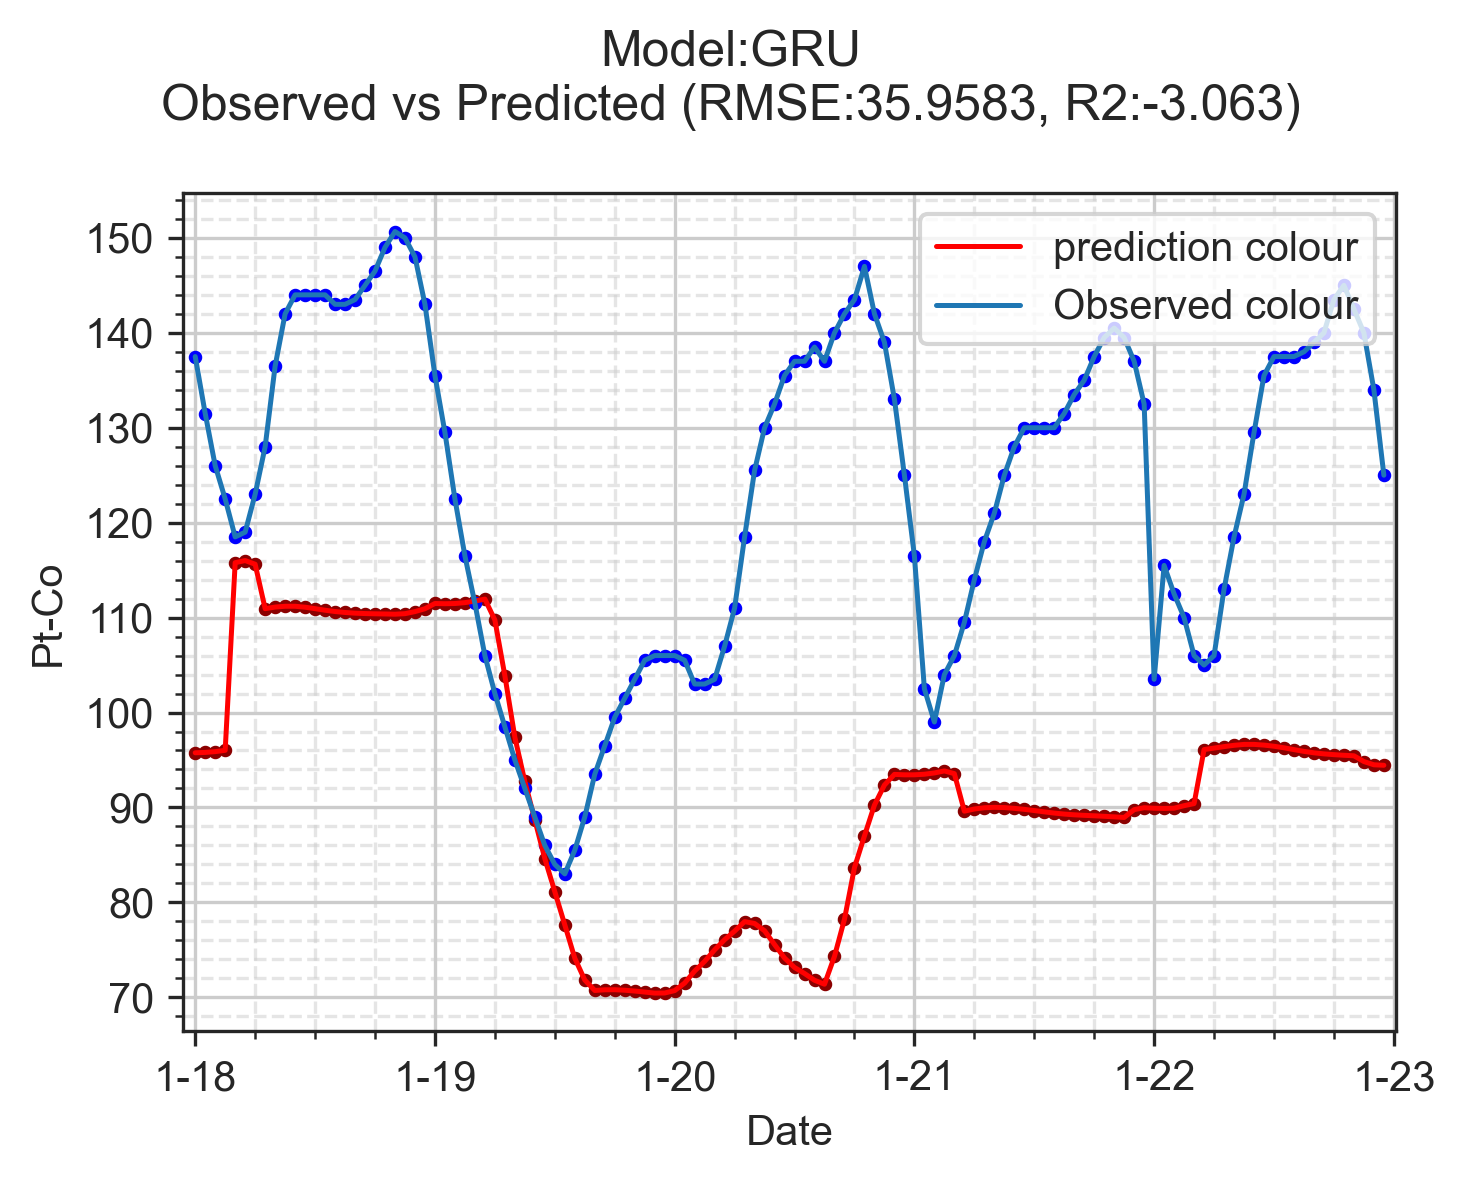 Model:GRU
Observed vs Predicted (RMSE:35.9583, R2:-3.063)
prediction colour
Observed colour
150
140
130
120
110
100
90
80
70
Pt-Co
1-18
1-19
1-20
1-21
1-22
1-23
Date